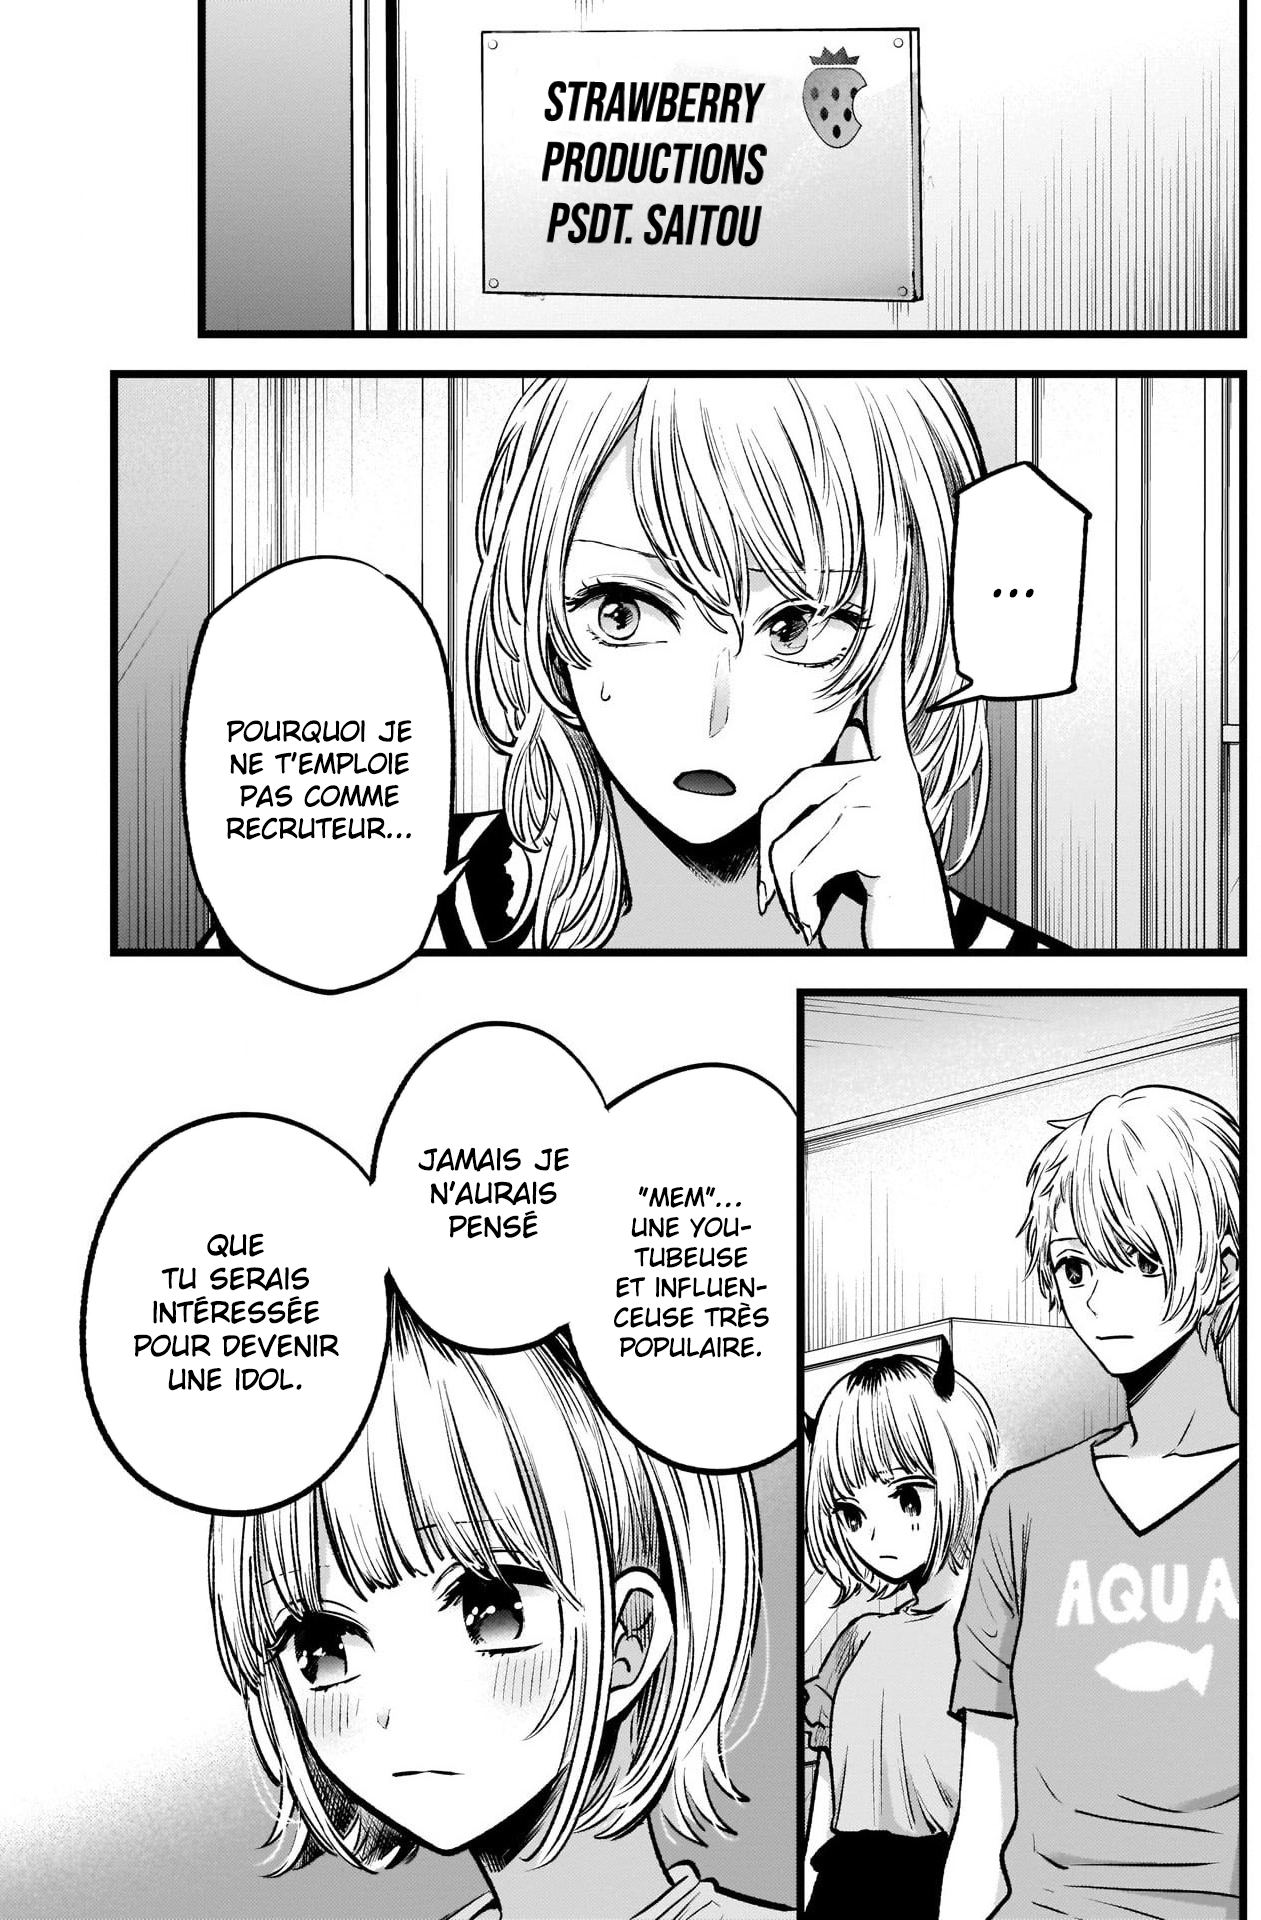 STRAWBERRY
PRODUCTIONS
PSDT. SAITOU
...
POURQUOI JE
NE T'EMPLOIE
PAS COMME
RECRUTEUR...
"MEM"...
UNE YOU-
TUBEUSE
ET INFLUEN-
CEUSE TRÈS
POPULAIRE.
JAMAIS JE
N'AURAIS
PENSÉ
QUE
TU SERAIS
INTÉRESSÉE
POUR DEVENIR
UNE IDOL.
AQUA